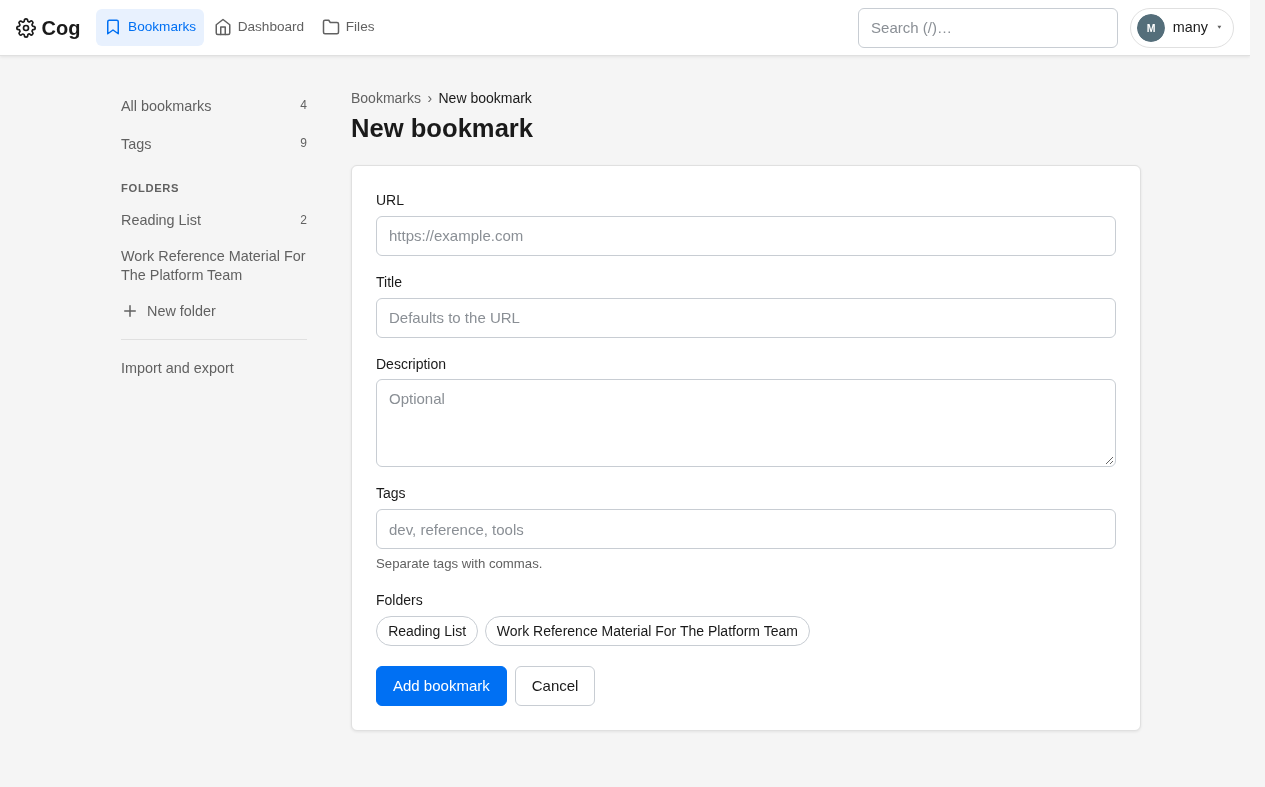 Cog
Bookmarks
Dashboard
Files
Search (/)…
M
many
All bookmarks 4
Tags 9
FOLDERS
Reading List 2
Work Reference Material For
The Platform Team
New folder
Import and export
Bookmarks › New bookmark
New bookmark
URL
https://example.com
Title
Defaults to the URL
Description
Optional
Tags
dev, reference, tools
Separate tags with commas.
Folders
Reading List
Work Reference Material For The Platform Team
Add bookmark
Cancel